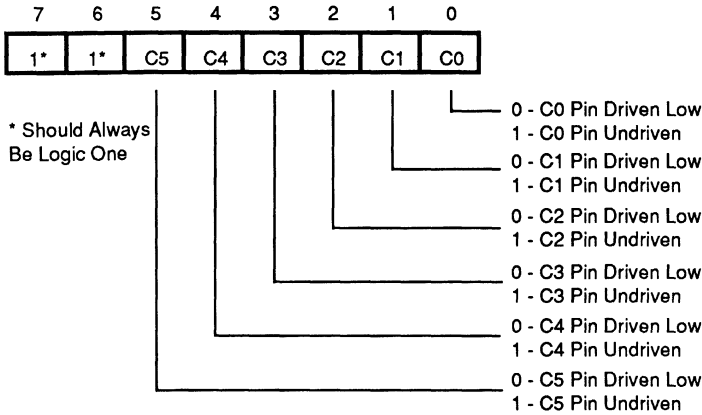 7 6 5 4 3 2 1 0
1* 1* C5 C4 C3 C2 C1 C0
* Should Always
Be Logic One
0 - C0 Pin Driven Low
1 - C0 Pin Undriven
0 - C1 Pin Driven Low
1 - C1 Pin Undriven
0 - C2 Pin Driven Low
1 - C2 Pin Undriven
0 - C3 Pin Driven Low
1 - C3 Pin Undriven
0 - C4 Pin Driven Low
1 - C4 Pin Undriven
0 - C5 Pin Driven Low
1 - C5 Pin Undriven